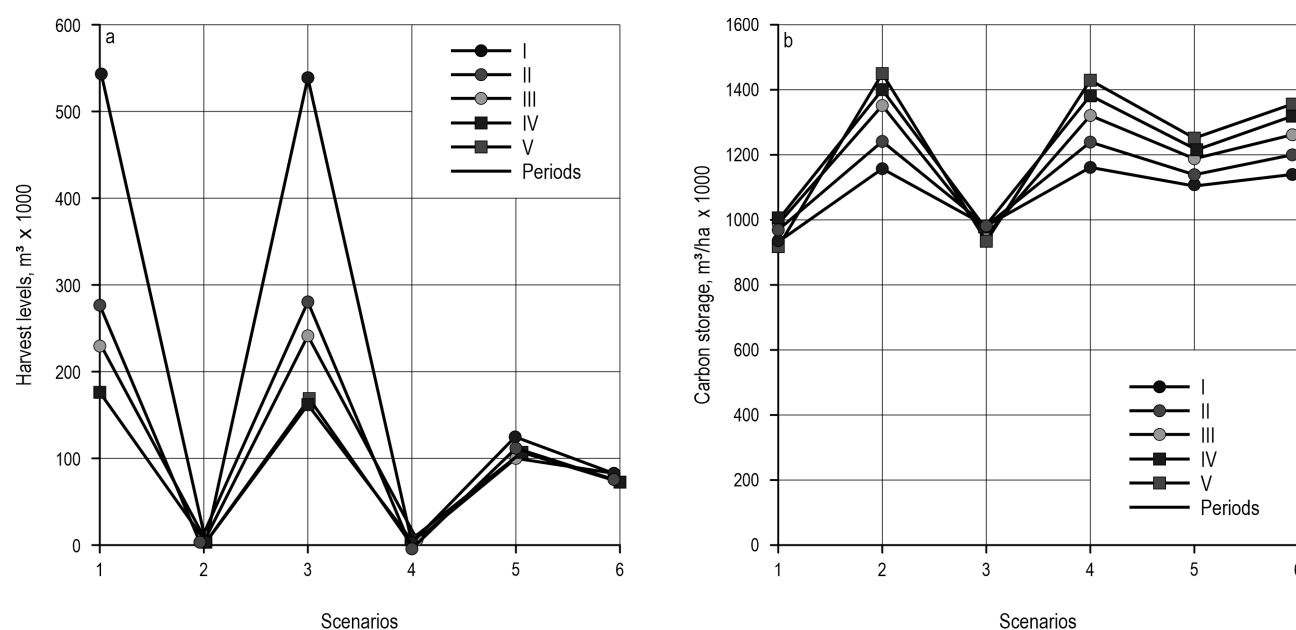 a
600
500
400
300
200
100
0
1 2 3 4 5 6
Harvest levels, m³ x 1000
Scenarios
I
II
III
IV
V
Periods
b
1600
1400
1200
1000
800
600
400
200
0
1 2 3 4 5
Carbon storage, m³/ha x 1000
Scenarios
I
II
III
IV
V
Periods